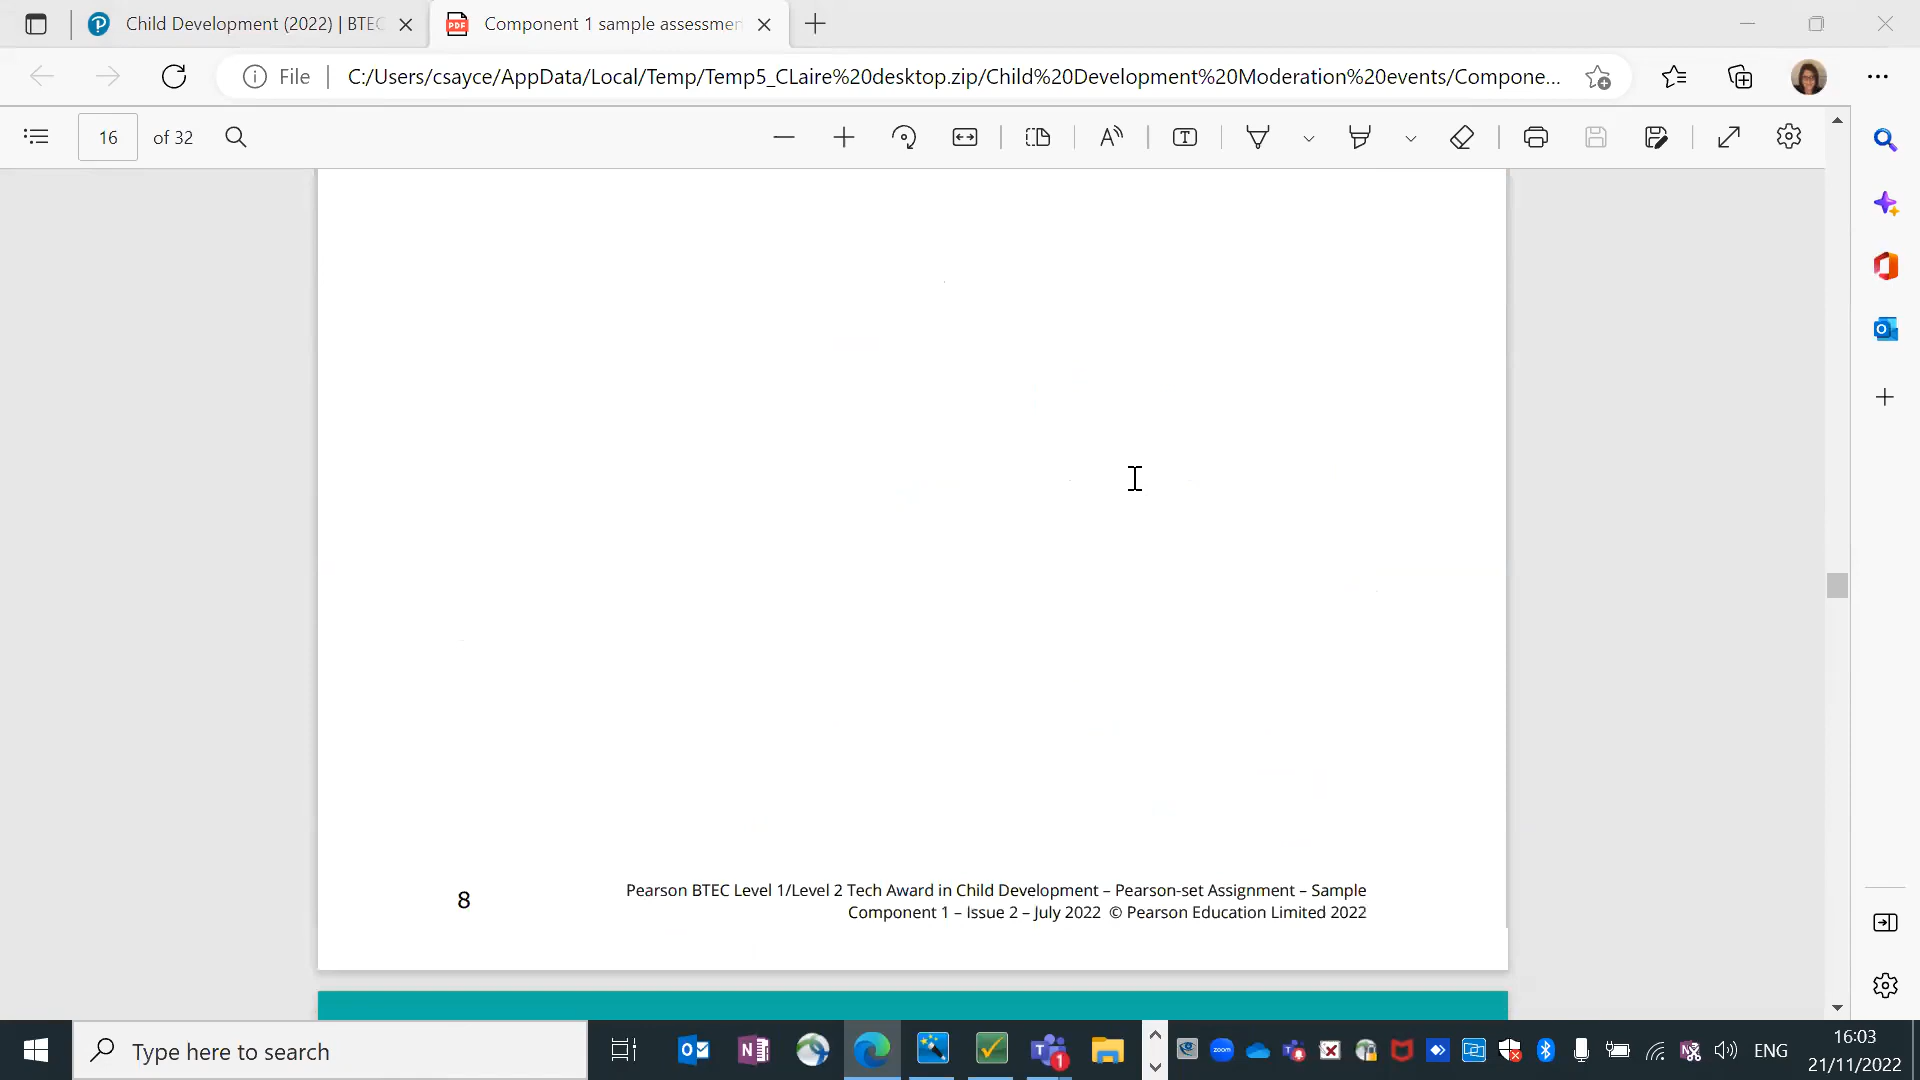 Child Development (2022) | BTEC
Component 1 sample assessmen
File
C:/Users/csayce/AppData/Local/Temp/Temp5_CLaire%20desktop.zip/Child%20Development%20Moderation%20events/Compone...
16 of 32
8
Pearson BTEC Level 1/Level 2 Tech Award in Child Development – Pearson-set Assignment – Sample
Component 1 – Issue 2 – July 2022 © Pearson Education Limited 2022
Type here to search
ENG
16:03
21/11/2022